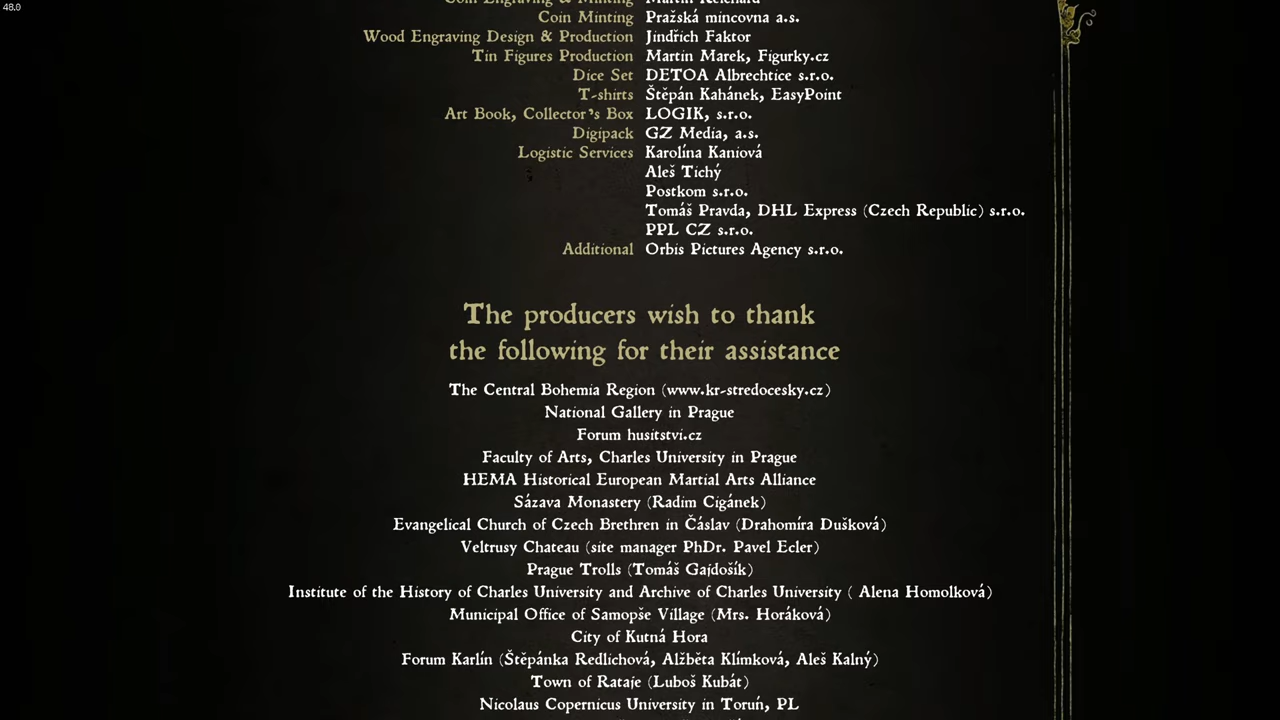 48.0
Coin Engraving & Minting Martin Reichard
Coin Minting Pražská mincovna a.s.
Wood Engraving Design & Production Jindřich Faktor
Tin Figures Production Martin Marek, Figurky.cz
Dice Set DETOA Albrechtice s.r.o.
T-shirts Štěpán Kahánek, EasyPoint
Art Book, Collector's Box LOGIK, s.r.o.
Digipack GZ Media, a.s.
Logistic Services Karolína Kaniová
Aleš Tichý
Postkom s.r.o.
Tomáš Pravda, DHL Express (Czech Republic) s.r.o.
PPL CZ s.r.o.
Additional Orbis Pictures Agency s.r.o.
The producers wish to thank
the following for their assistance
The Central Bohemia Region (www.kr-stredocesky.cz)
National Gallery in Prague
Forum husitstvi.cz
Faculty of Arts, Charles University in Prague
HEMA Historical European Martial Arts Alliance
Sázava Monastery (Radim Cigánek)
Evangelical Church of Czech Brethren in Čáslav (Drahomíra Dušková)
Veltrusy Chateau (site manager PhDr. Pavel Ecler)
Prague Trolls (Tomáš Gajdošík)
Institute of the History of Charles University and Archive of Charles University ( Alena Homolková)
Municipal Office of Samopše Village (Mrs. Horáková)
City of Kutná Hora
Forum Karlín (Štěpánka Redlichová, Alžběta Klímková, Aleš Kalný)
Town of Rataje (Luboš Kubát)
Nicolaus Copernicus University in Toruń, PL